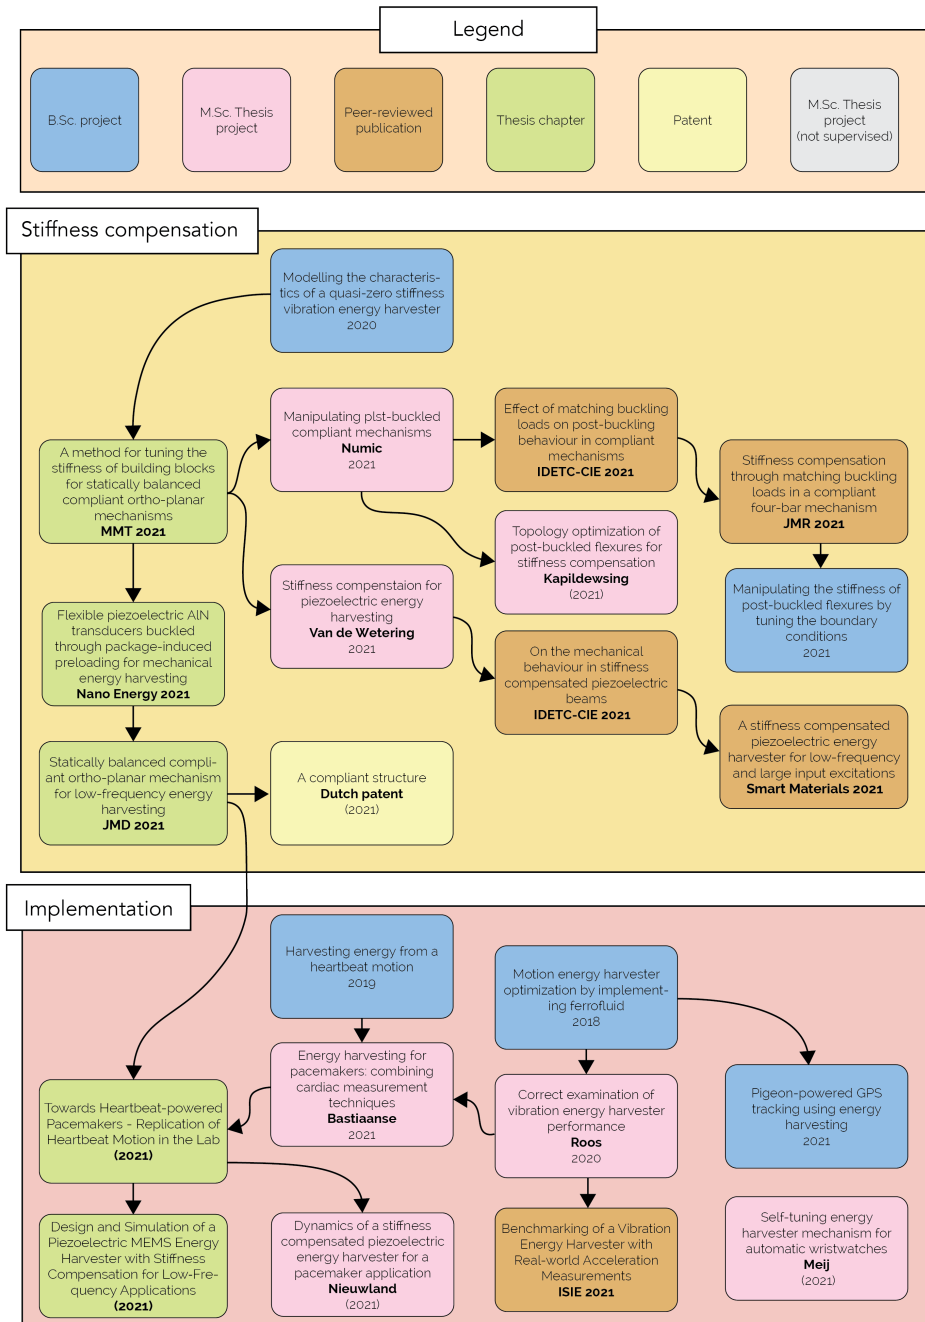 Legend
B.Sc. project
M.Sc. Thesis
project
Peer-reviewed
publication
Thesis chapter
Patent
M.Sc. Thesis
project
(not supervised)
Stiffness compensation
Modelling the characteris-
tics of a quasi-zero stiffness
vibration energy harvester
2020
A method for tuning the
stiffness of building blocks
for statically balanced
compliant ortho-planar
mechanisms
MMT 2021
Manipulating plst-buckled
compliant mechanisms
Numic
2021
Effect of matching buckling
loads on post-buckling
behaviour in compliant
mechanisms
IDETC-CIE 2021
Stiffness compensation
through matching buckling
loads in a compliant
four-bar mechanism
JMR 2021
Topology optimization of
post-buckled flexures for
stiffness compensation
Kapildewsing
(2021)
Manipulating the stiffness of
post-buckled flexures by
tuning the boundary
conditions
2021
Flexible piezoelectric AlN
transducers buckled
through package-induced
preloading for mechanical
energy harvesting
Nano Energy 2021
Stiffness compenstaion for
piezoelectric energy
harvesting
Van de Wetering
2021
On the mechanical
behaviour in stiffness
compensated piezoelectric
beams
IDETC-CIE 2021
A stiffness compensated
piezoelectric energy
harvester for low-frequency
and large input excitations
Smart Materials 2021
Statically balanced compli-
ant ortho-planar mechanism
for low-frequency energy
harvesting
JMD 2021
A compliant structure
Dutch patent
(2021)
Implementation
Harvesting energy from a
heartbeat motion
2019
Motion energy harvester
optimization by implement-
ing ferrofluid
2018
Towards Heartbeat-powered
Pacemakers - Replication of
Heartbeat Motion in the Lab
(2021)
Energy harvesting for
pacemakers: combining
cardiac measurement
techniques
Bastiaanse
2021
Correct examination of
vibration energy harvester
performance
Roos
2020
Pigeon-powered GPS
tracking using energy
harvesting
2021
Design and Simulation of a
Piezoelectric MEMS Energy
Harvester with Stiffness
Compensation for Low-Fre-
quency Applications
(2021)
Dynamics of a stiffness
compensated piezoelectric
energy harvester for a
pacemaker application
Nieuwland
(2021)
Benchmarking of a Vibration
Energy Harvester with
Real-world Acceleration
Measurements
ISIE 2021
Self-tuning energy
harvester mechanism for
automatic wristwatches
Meij
(2021)